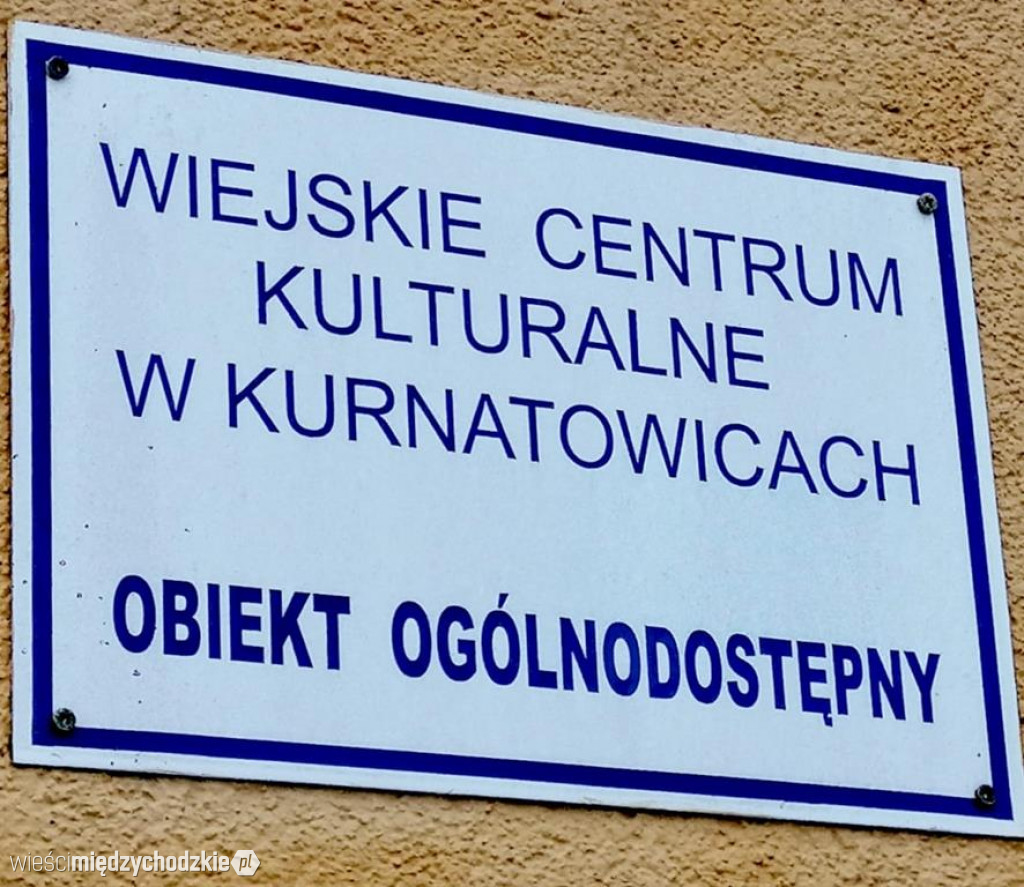 WIEJSKIE CENTRUM
KULTURALNE
W KURNATOWICACH
OBIEKT OGÓLNODOSTĘPNY
wieścimiędzychodzkie.pl